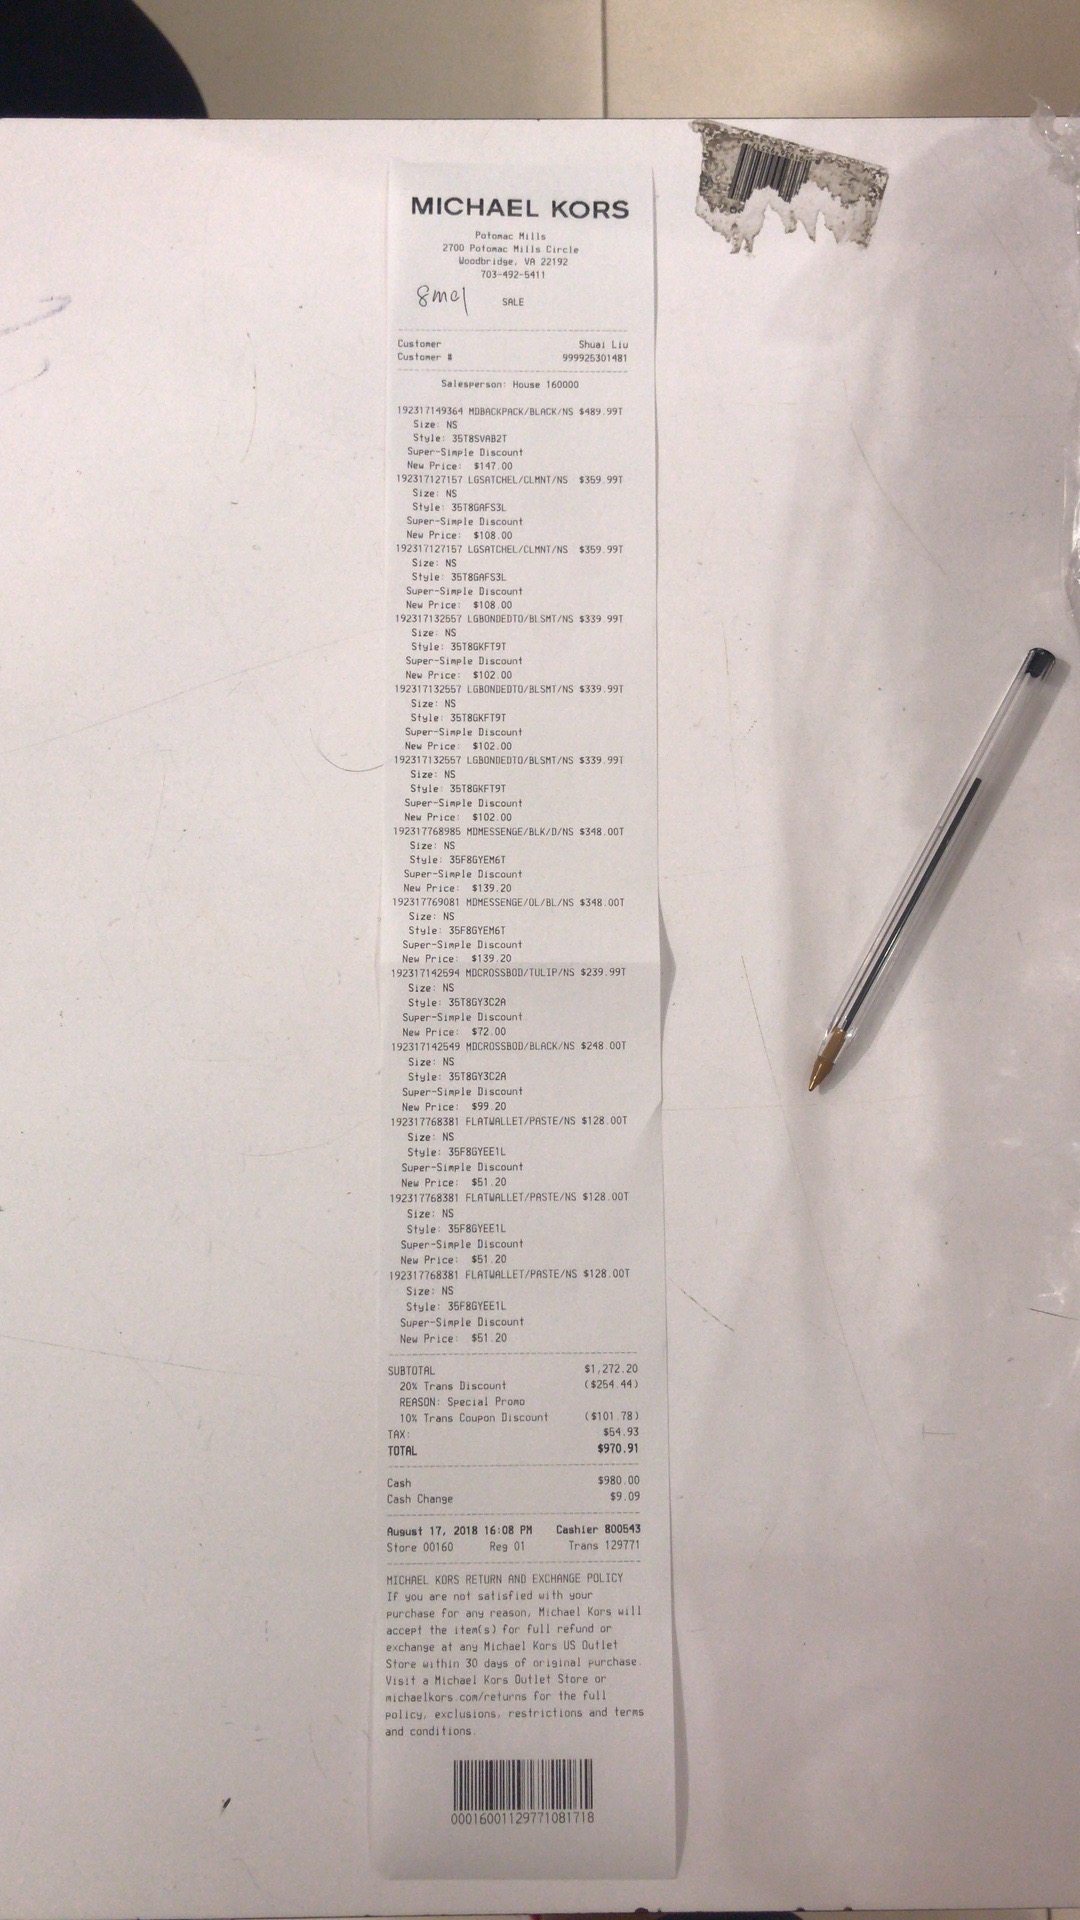 MICHAEL KORS
Potomac Mills
2700 Potomac Mills Circle
Woodbridge, VA 22192
703-492-5411
SALE
Customer Shuai Liu
Customer # 999925301481
Salesperson: House 160000
192317149364 MDBACKPACK/BLACK/NS $489.99T
Size: NS
Style: 35T8SVAB2T
Super-Simple Discount
New Price: $147.00
192317127157 LGSATCHEL/CLMNT/NS $359.99T
Size: NS
Style: 35T8GAFS3L
Super-Simple Discount
New Price: $108.00
192317127157 LGSATCHEL/CLMNT/NS $359.99T
Size: NS
Style: 35T8GAFS3L
Super-Simple Discount
New Price: $108.00
192317132557 LGBONDEDTO/BLSMT/NS $339.99T
Size: NS
Style: 35T8GKFT9T
Super-Simple Discount
New Price: $102.00
192317132557 LGBONDEDTO/BLSMT/NS $339.99T
Size: NS
Style: 35T8GKFT9T
Super-Simple Discount
New Price: $102.00
192317132557 LGBONDEDTO/BLSMT/NS $339.99T
Size: NS
Style: 35T8GKFT9T
Super-Simple Discount
New Price: $102.00
192317768985 MDMESSENGE/BLK/D/NS $348.00T
Size: NS
Style: 35F8GYEM6T
Super-Simple Discount
New Price: $139.20
192317769081 MDMESSENGE/OL/BL/NS $348.00T
Size: NS
Style: 35F8GYEM6T
Super-Simple Discount
New Price: $139.20
192317142594 MDCROSSBOD/TULIP/NS $239.99T
Size: NS
Style: 35T8GY3C2A
Super-Simple Discount
New Price: $72.00
192317142549 MDCROSSBOD/BLACK/NS $248.00T
Size: NS
Style: 35T8GY3C2A
Super-Simple Discount
New Price: $99.20
192317768381 FLATWALLET/PASTE/NS $128.00T
Size: NS
Style: 35F8GYEE1L
Super-Simple Discount
New Price: $51.20
192317768381 FLATWALLET/PASTE/NS $128.00T
Size: NS
Style: 35F8GYEE1L
Super-Simple Discount
New Price: $51.20
192317768381 FLATWALLET/PASTE/NS $128.00T
Size: NS
Style: 35F8GYEE1L
Super-Simple Discount
New Price: $51.20
SUBTOTAL $1,272.20
20% Trans Discount ($254.44)
REASON: Special Promo
10% Trans Coupon Discount ($101.78)
TAX: $54.93
TOTAL $970.91
Cash $980.00
Cash Change $9.09
August 17, 2018 16:08 PM Cashier 800543
Store 00160 Reg 01 Trans 129771
MICHAEL KORS RETURN AND EXCHANGE POLICY
If you are not satisfied with your
purchase for any reason, Michael Kors will
accept the item(s) for full refund or
exchange at any Michael Kors US Outlet
Store within 30 days of original purchase.
Visit a Michael Kors Outlet Store or
michaelkors.com/returns for the full
policy, exclusions, restrictions and terms
and conditions.
00016001129771081718